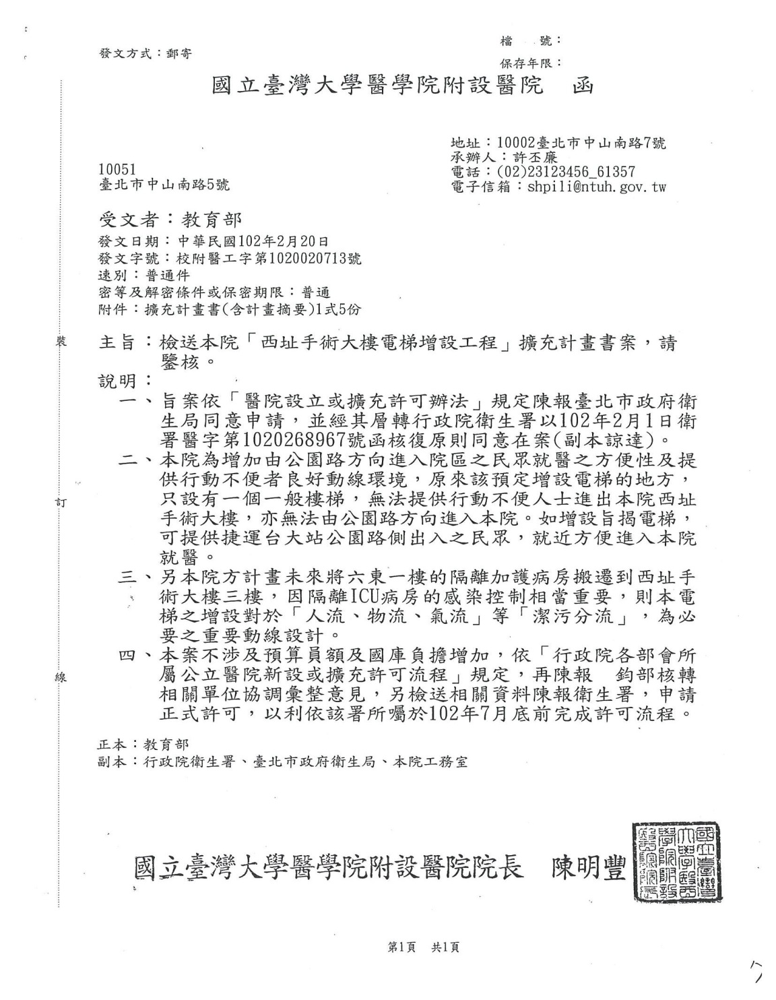 檔　號：
保存年限：
發文方式：郵寄
國立臺灣大學醫學院附設醫院　函
地址：10002臺北市中山南路7號
承辦人：許丕廉
電話：(02)23123456_61357
電子信箱：shpili@ntuh.gov.tw
10051
臺北市中山南路5號
受文者：教育部
發文日期：中華民國102年2月20日
發文字號：校附醫工字第1020020713號
速別：普通件
密等及解密條件或保密期限：普通
附件：擴充計畫書(含計畫摘要)1式5份
主旨：檢送本院「西址手術大樓電梯增設工程」擴充計畫書案，請
鑒核。
說明：
一、旨案依「醫院設立或擴充許可辦法」規定陳報臺北市政府衛
生局同意申請，並經其層轉行政院衛生署以102年2月1日衛
署醫字第1020268967號函核復原則同意在案(副本諒達)。
二、本院為增加由公園路方向進入院區之民眾就醫之方便性及提
供行動不便者良好動線環境，原來該預定增設電梯的地方，
只設有一個一般樓梯，無法提供行動不便人士進出本院西址
手術大樓，亦無法由公園路方向進入本院。如增設旨揭電梯，
可提供捷運台大站公園路側出入之民眾，就近方便進入本院
就醫。
三、另本院方計畫未來將六東一樓的隔離加護病房搬遷到西址手
術大樓三樓，因隔離ICU病房的感染控制相當重要，則本電
梯之增設對於「人流、物流、氣流」等「潔污分流」，為必
要之重要動線設計。
四、本案不涉及預算員額及國庫負擔增加，依「行政院各部會所
屬公立醫院新設或擴充許可流程」規定，再陳報　鈞部核轉
相關單位協調彙整意見，另檢送相關資料陳報衛生署，申請
正式許可，以利依該署所囑於102年7月底前完成許可流程。
正本：教育部
副本：行政院衛生署、臺北市政府衛生局、本院工務室
國立臺灣大學醫學院附設醫院院長　陳明豐
國立臺灣
大學醫
學院附設
醫院院長
裝
訂
線
第1頁　共1頁